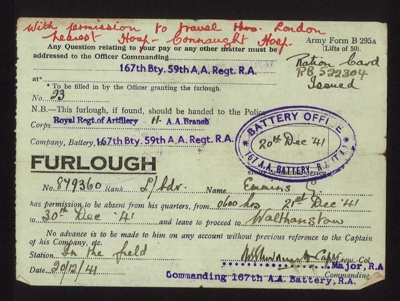 With permission to travel thro. London
nearest Hosp - Connaught Hosp.
Army Form B 295A
(Lifts of 50).
Any Question relating to your pay or any other matter must be
addressed to the Officer Commanding
Ration Card
RB 522304
Issued
167th Bty. 59th A.A. Regt. R.A.
at*
*To be filled in by the Officer granting the furlough.
No. 23
N.B.—This furlough, if found, should be handed to the Police
Corps Royal Regt. of Artillery H. A.A. Branch
Company, Battery, 167th Bty. 59th A.A. Regt. R.A.
BATTERY OFFICE
20th Dec '41
167 A.A. BATTERY
FURLOUGH
No. 879360 Rank L/bdr. Name Emmins G.
has permission to be absent from his quarters, from 0600 hrs 21st Dec '41
to 30th Dec '41 and leave to proceed to Walthamstow
No advance is to be made to him on any account without previous reference to the Captain
of his Company, etc.
Station In the field
Major, R.A.
Date 20/12/41
Commanding 167th A.A. Battery, R.A.